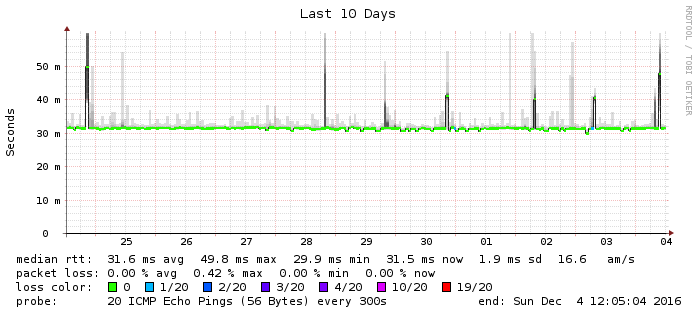 Last 10 Days
RRDTOOL / TOBI OETIKER
Seconds
50 m
40 m
30 m
20 m
10 m
0
25 26 27 28 29 30 01 02 03 04
median rtt: 31.6 ms avg 49.8 ms max 29.9 ms min 31.5 ms now 1.9 ms sd 16.6 am/s
packet loss: 0.00 % avg 0.42 % max 0.00 % min 0.00 % now
loss color: 0 1/20 2/20 3/20 4/20 10/20 19/20
probe: 20 ICMP Echo Pings (56 Bytes) every 300s end: Sun Dec 4 12:05:04 2016